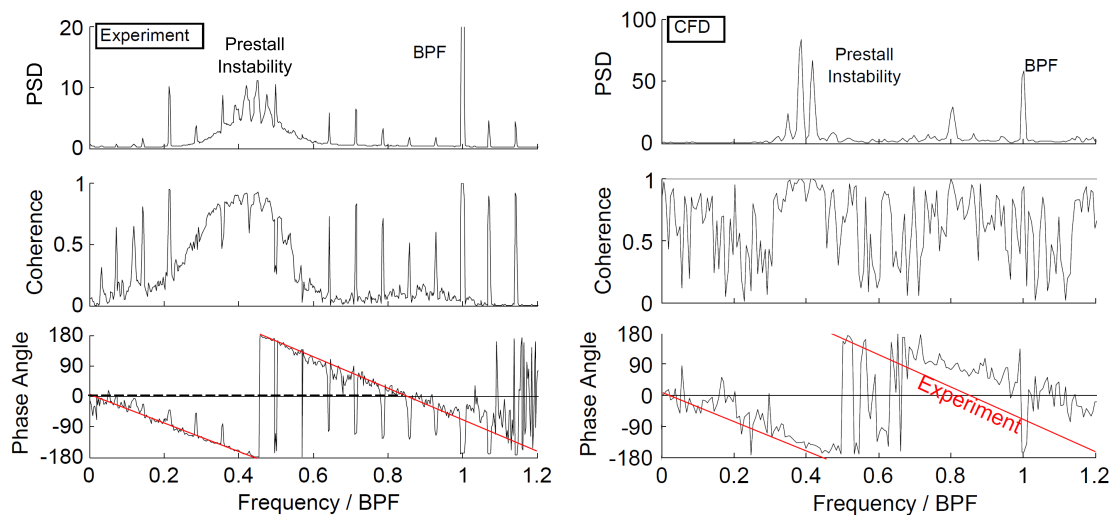 Experiment
Prestall
Instability
BPF
PSD
20
10
0
Coherence
1
0.5
0
Phase Angle
180
90
0
-90
-180
0
0.2
0.4
0.6
0.8
1
1.2
Frequency / BPF
CFD
Prestall
Instability
BPF
PSD
100
50
0
Coherence
1
0.5
0
Phase Angle
180
90
0
-90
-180
Experiment
0
0.2
0.4
0.6
0.8
1
1.2
Frequency / BPF